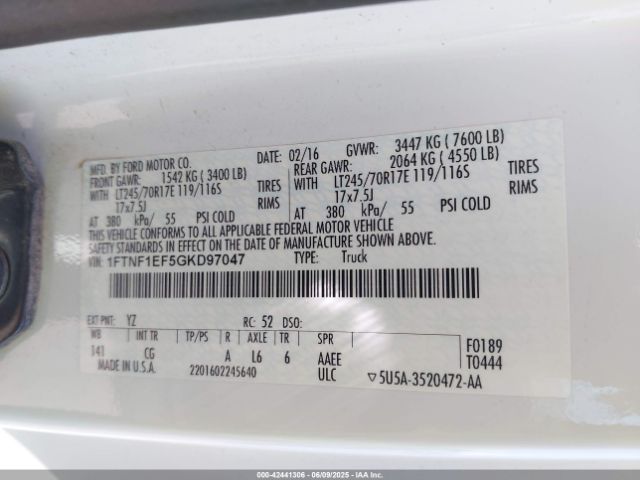 MFD. BY FORD MOTOR CO.
DATE: 02/16 GVWR: 3447 KG ( 7600 LB)
FRONT GAWR: 1542 KG ( 3400 LB) REAR GAWR: 2064 KG ( 4550 LB)
WITH LT245/70R17E 119/116S TIRES WITH LT245/70R17E 119/116S TIRES
17x7.5J RIMS 17x7.5J RIMS
AT 380 kPa/ 55 PSI COLD AT 380 kPa/ 55 PSI COLD
THIS VEHICLE CONFORMS TO ALL APPLICABLE FEDERAL MOTOR VEHICLE
SAFETY STANDARDS IN EFFECT ON THE DATE OF MANUFACTURE SHOWN ABOVE.
VIN: 1FTNF1EF5GKD97047 TYPE: Truck
EXT PNT: YZ RC: 52 DSO:
WB INT TR TP/PS R AXLE TR SPR F0189
141 CG A L6 6 AAEE T0444
MADE IN U.S.A. 2201602245640 ULC ▽5U5A-3520472-AA
000-42441306 | 06/09/2025 | IAA Inc.